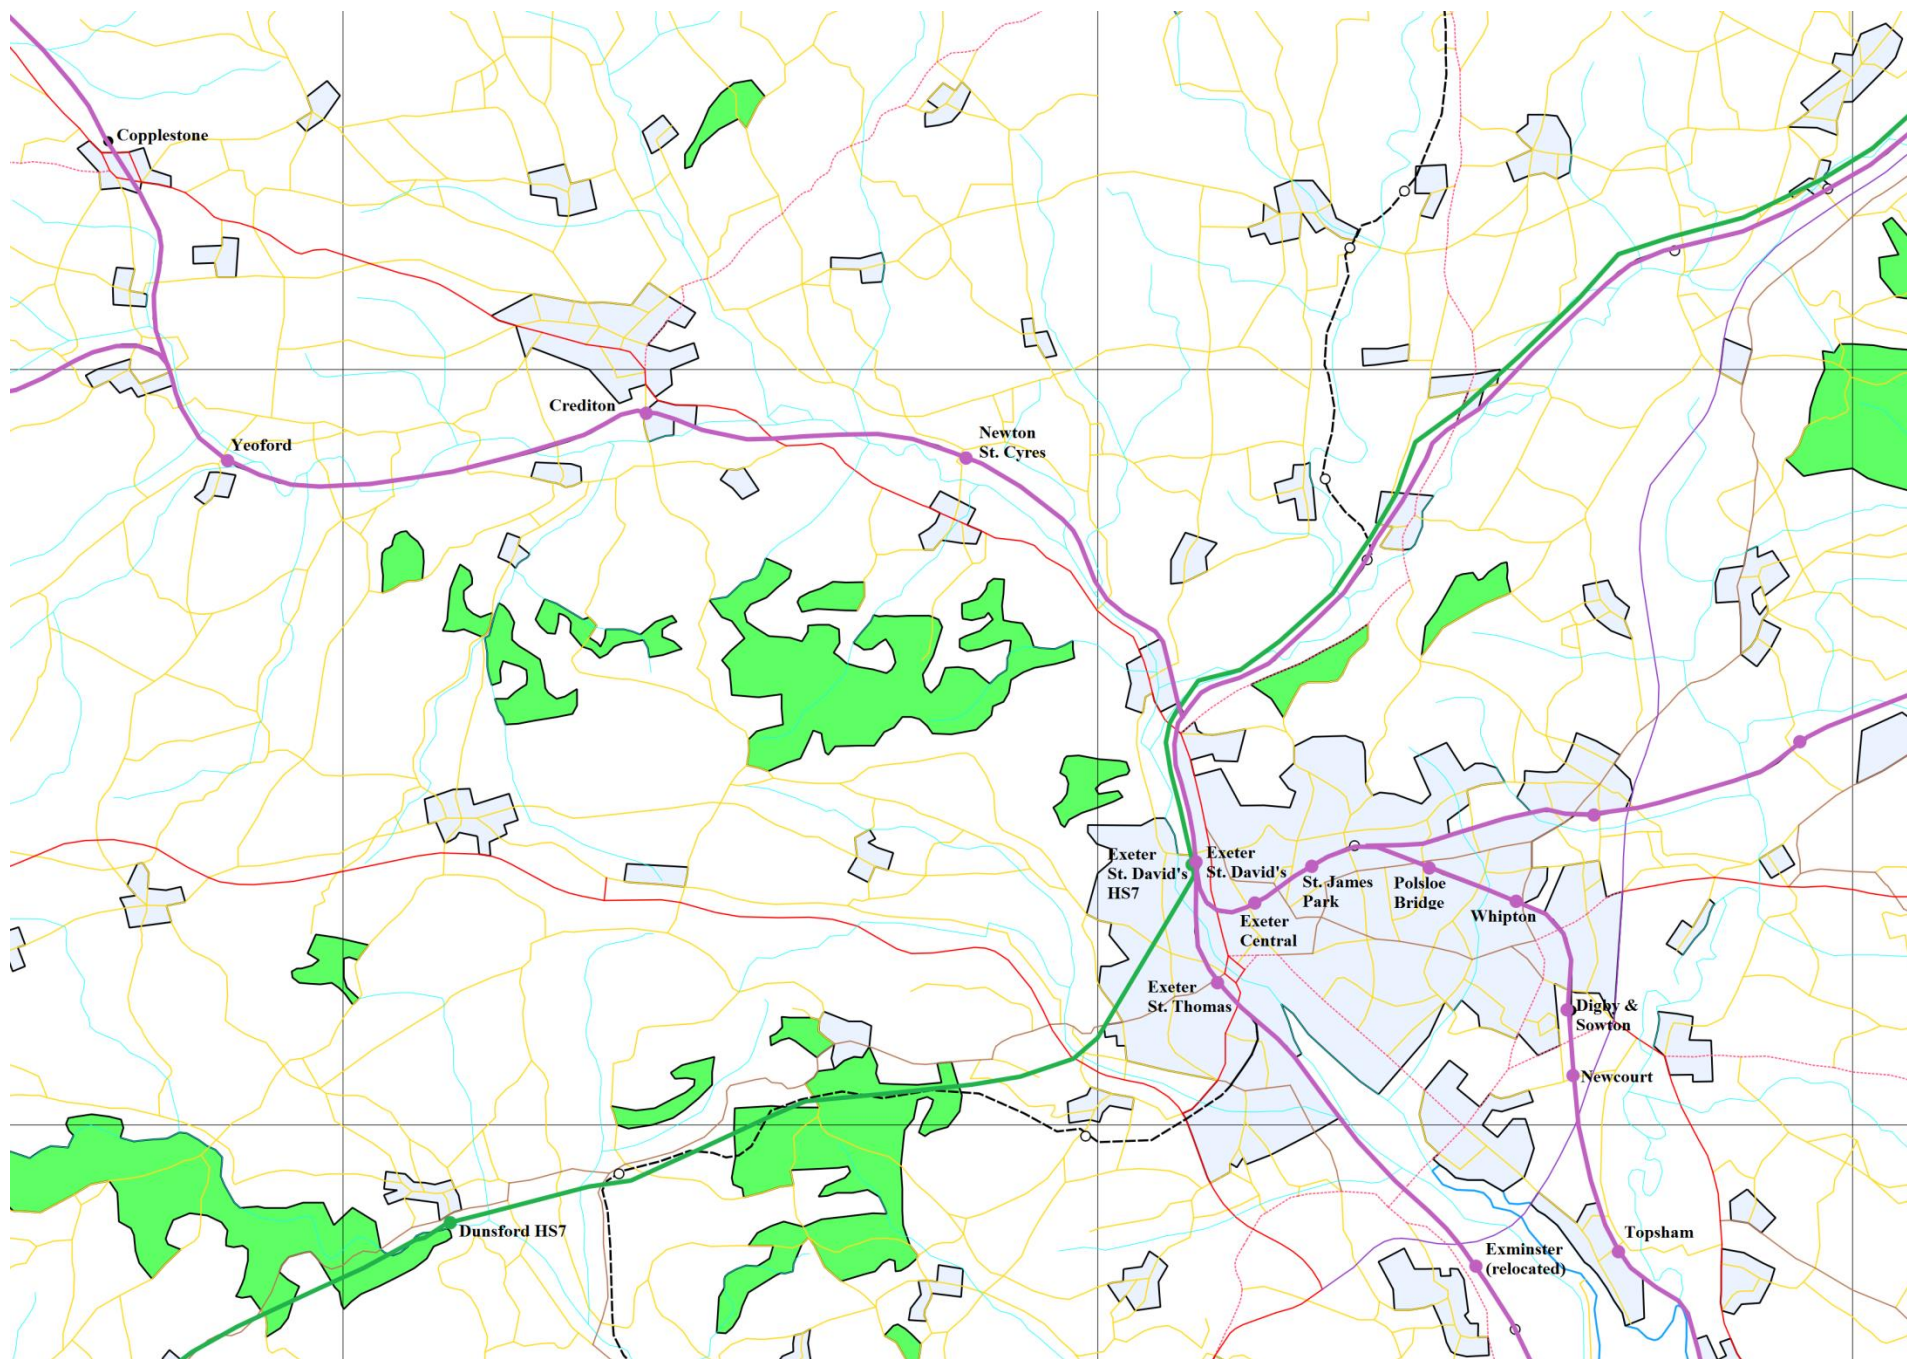 Copplestone
Crediton
Newton
St. Cyres
Yeoford
Exeter
St. David's
HS7
Exeter
St. David's
St. James
Park
Polsloe
Bridge
Whipton
Exeter
Central
Exeter
St. Thomas
Digby &
Sowton
Newcourt
Dunsford HS7
Topsham
Exminster
(relocated)